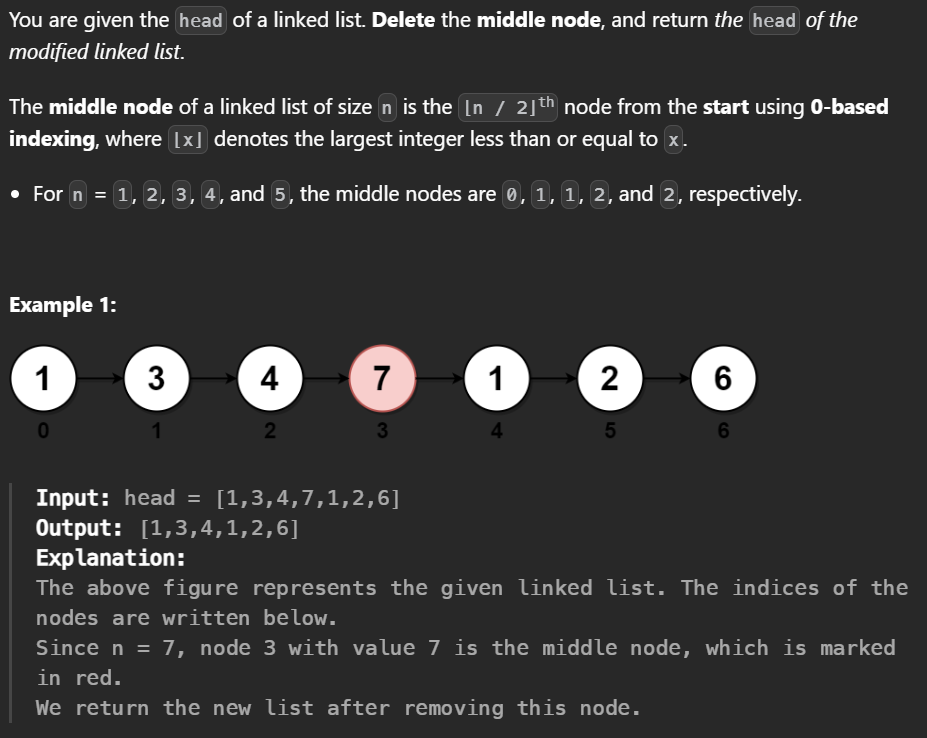 You are given the head of a linked list. Delete the middle node, and return the head of the
modified linked list.
The middle node of a linked list of size n is the ⌊n / 2⌋th node from the start using 0-based
indexing, where ⌊x⌋ denotes the largest integer less than or equal to x.
• For n = 1, 2, 3, 4, and 5, the middle nodes are 0, 1, 1, 2, and 2, respectively.
Example 1:
1 3 4 7 1 2 6
0 1 2 3 4 5 6
Input: head = [1,3,4,7,1,2,6]
Output: [1,3,4,1,2,6]
Explanation:
The above figure represents the given linked list. The indices of the
nodes are written below.
Since n = 7, node 3 with value 7 is the middle node, which is marked
in red.
We return the new list after removing this node.